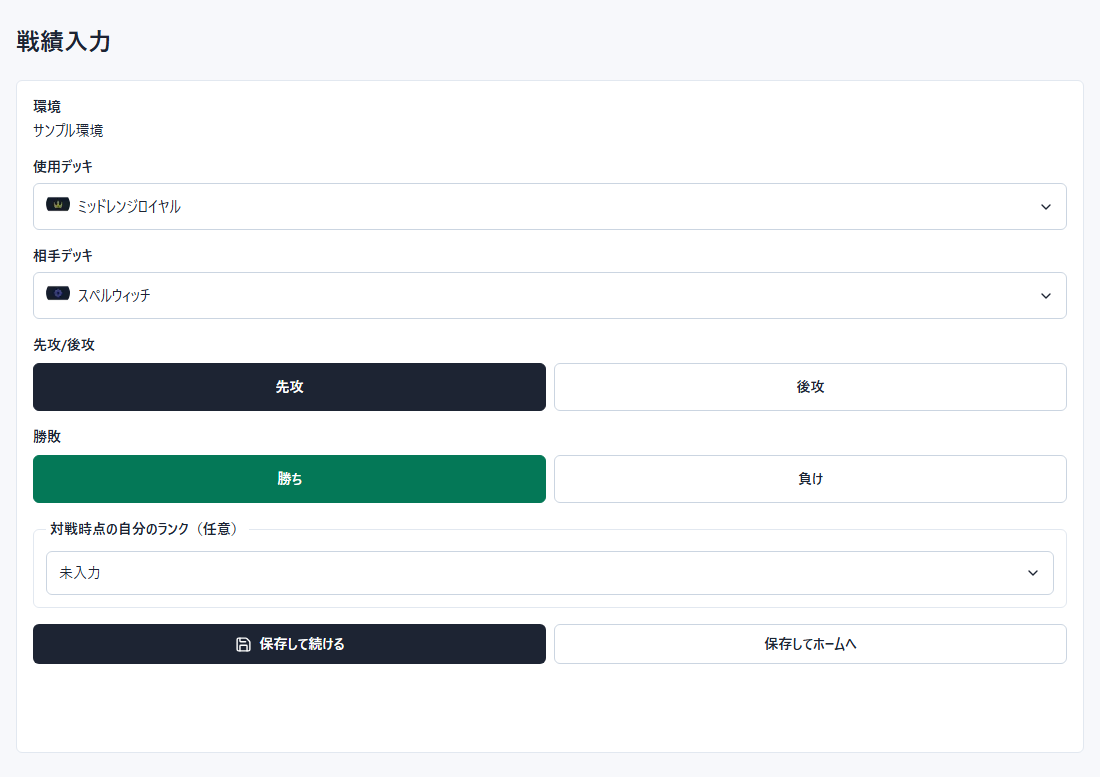 戦績入力
環境
サンプル環境
使用デッキ
ミッドレンジロイヤル
相手デッキ
スペルウィッチ
先攻/後攻
先攻
後攻
勝敗
勝ち
負け
対戦時点の自分のランク（任意）
未入力
保存して続ける
保存してホームへ